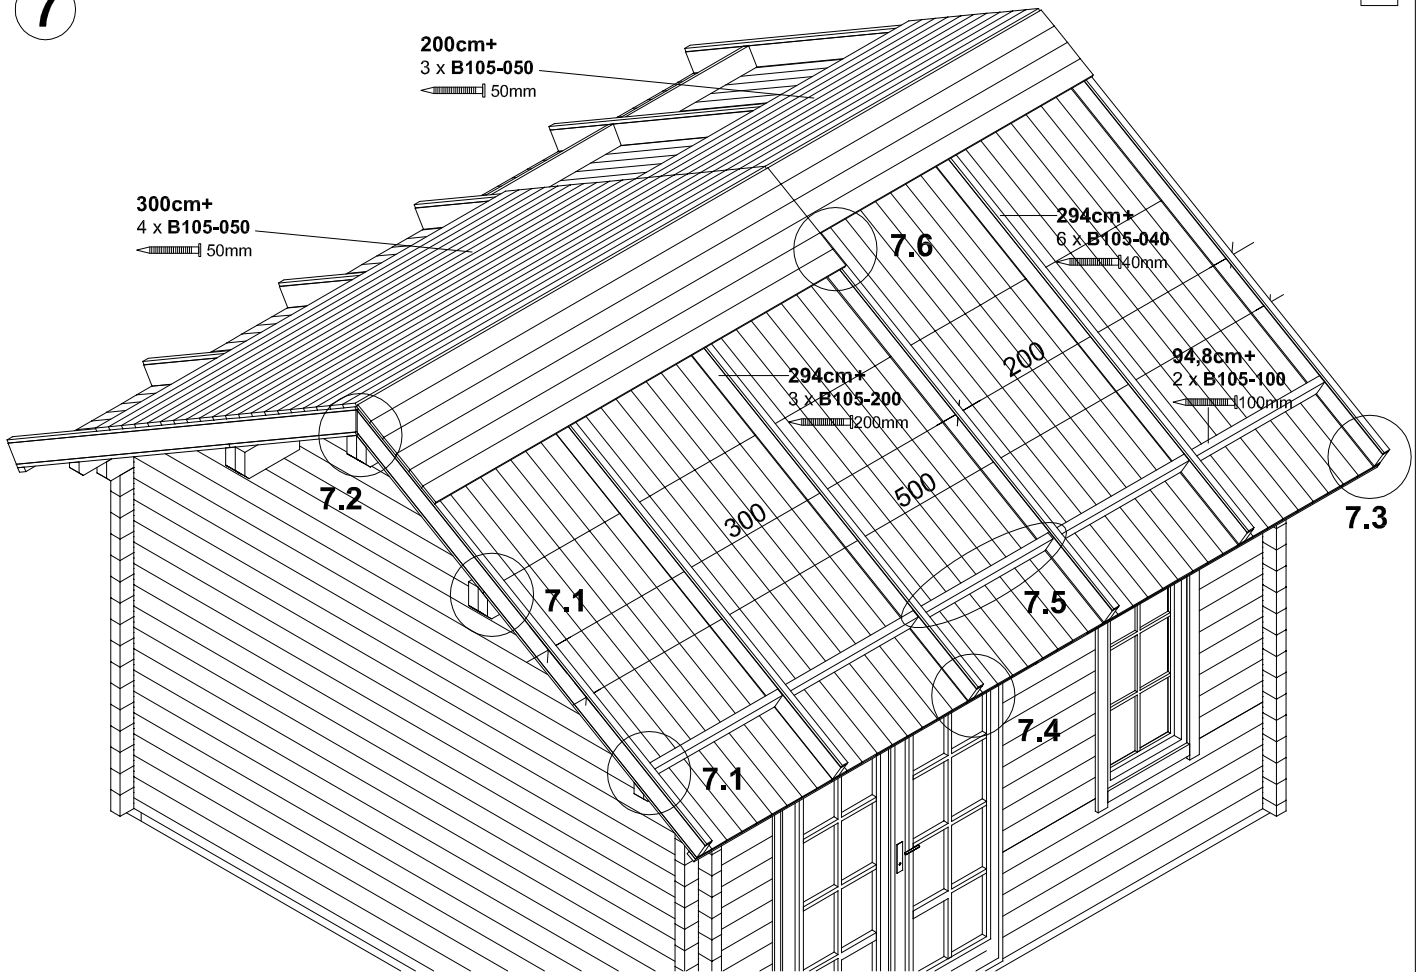 7
200cm+
3 x B105-050
50mm
300cm+
4 x B105-050
50mm
7.6
294cm+
6 x B105-040
40mm
294cm+
3 x B105-200
200mm
200
94,8cm+
2 x B105-100
100mm
7.2
300
500
7.3
7.1
7.5
7.4
7.1